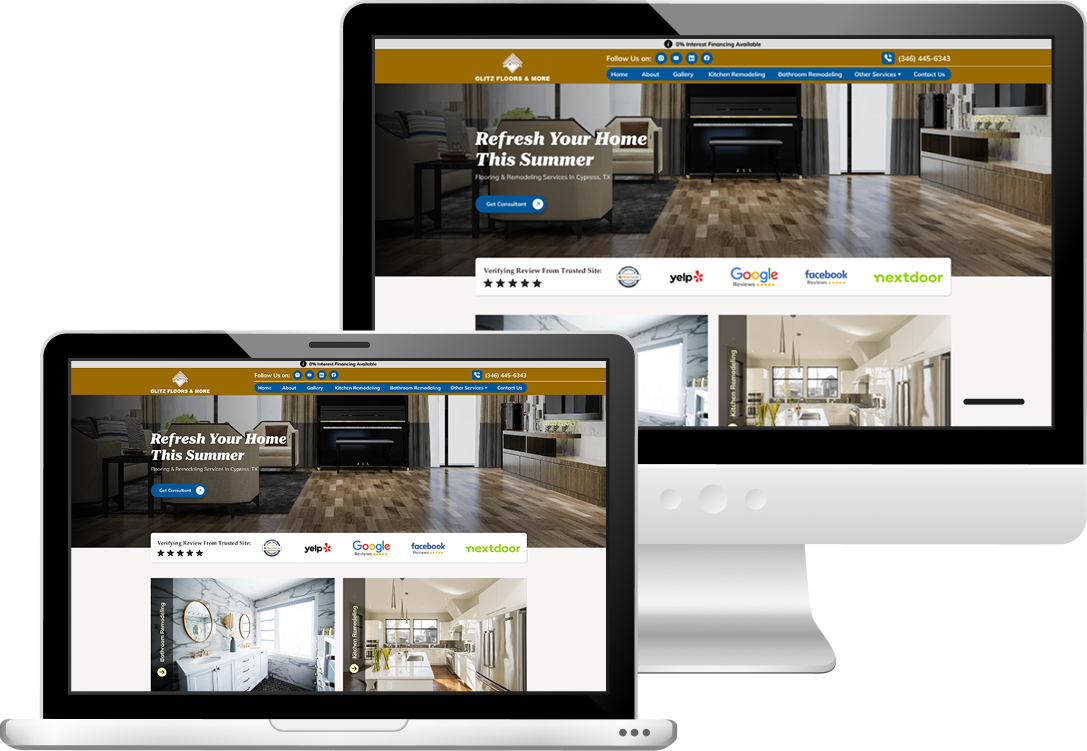 0% Interest Financing Available
Follow Us on:
(346) 445-6343
GLITZ FLOORS & MORE
Home About Gallery Kitchen Remodeling Bathroom Remodeling Other Services Contact Us
Refresh Your Home
This Summer
Flooring & Remodeling Services In Cypress, TX
Get Consultant
Verifying Review From Trusted Site:
yelp
Google
Reviews
facebook
Reviews
nextdoor
Kitchen Remodeling
0% Interest Financing Available
Follow Us on:
(346) 445-6343
GLITZ FLOORS & MORE
Home About Gallery Kitchen Remodeling Bathroom Remodeling Other Services Contact Us
Refresh Your Home
This Summer
Flooring & Remodeling Services In Cypress, TX
Get Consultant
Verifying Review From Trusted Site:
yelp
Google
Reviews
facebook
Reviews
nextdoor
Bathroom Remodeling
Kitchen Remodeling